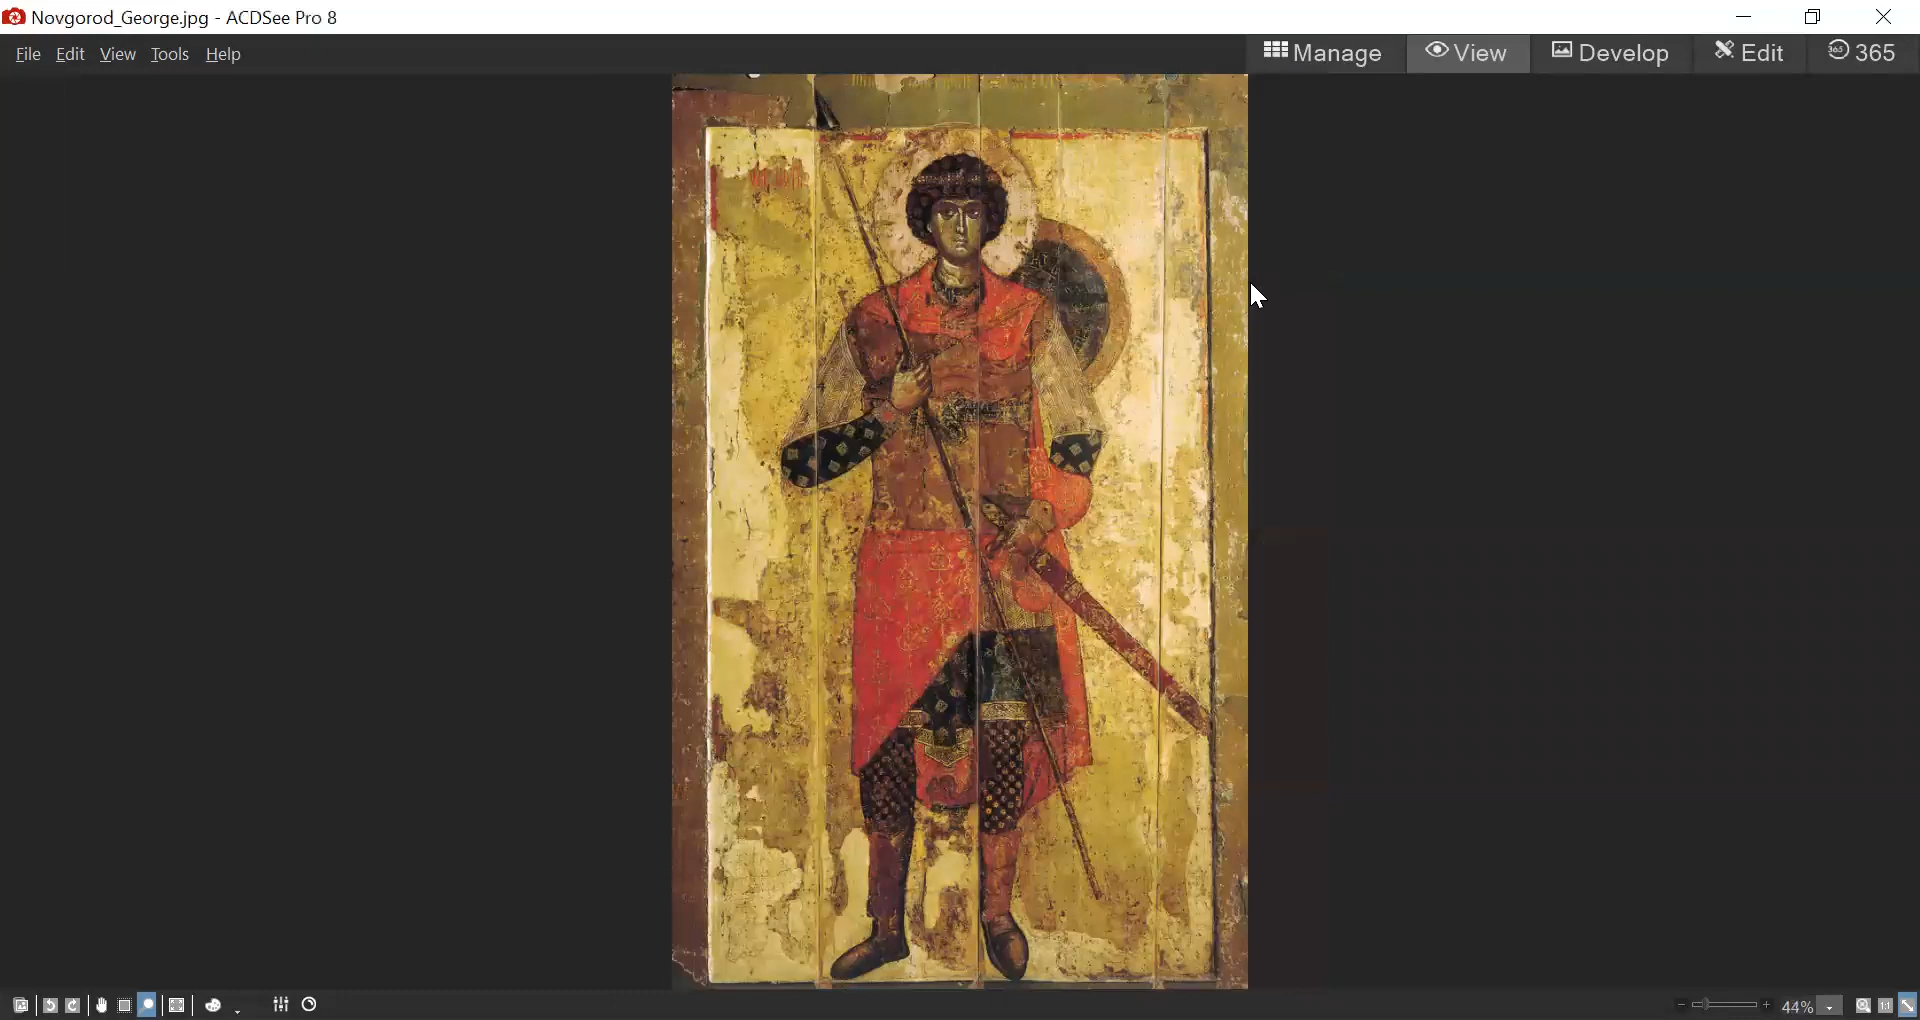 Novgorod_George.jpg - ACDSee Pro 8
File Edit View Tools Help
Manage View Develop Edit 365
44%